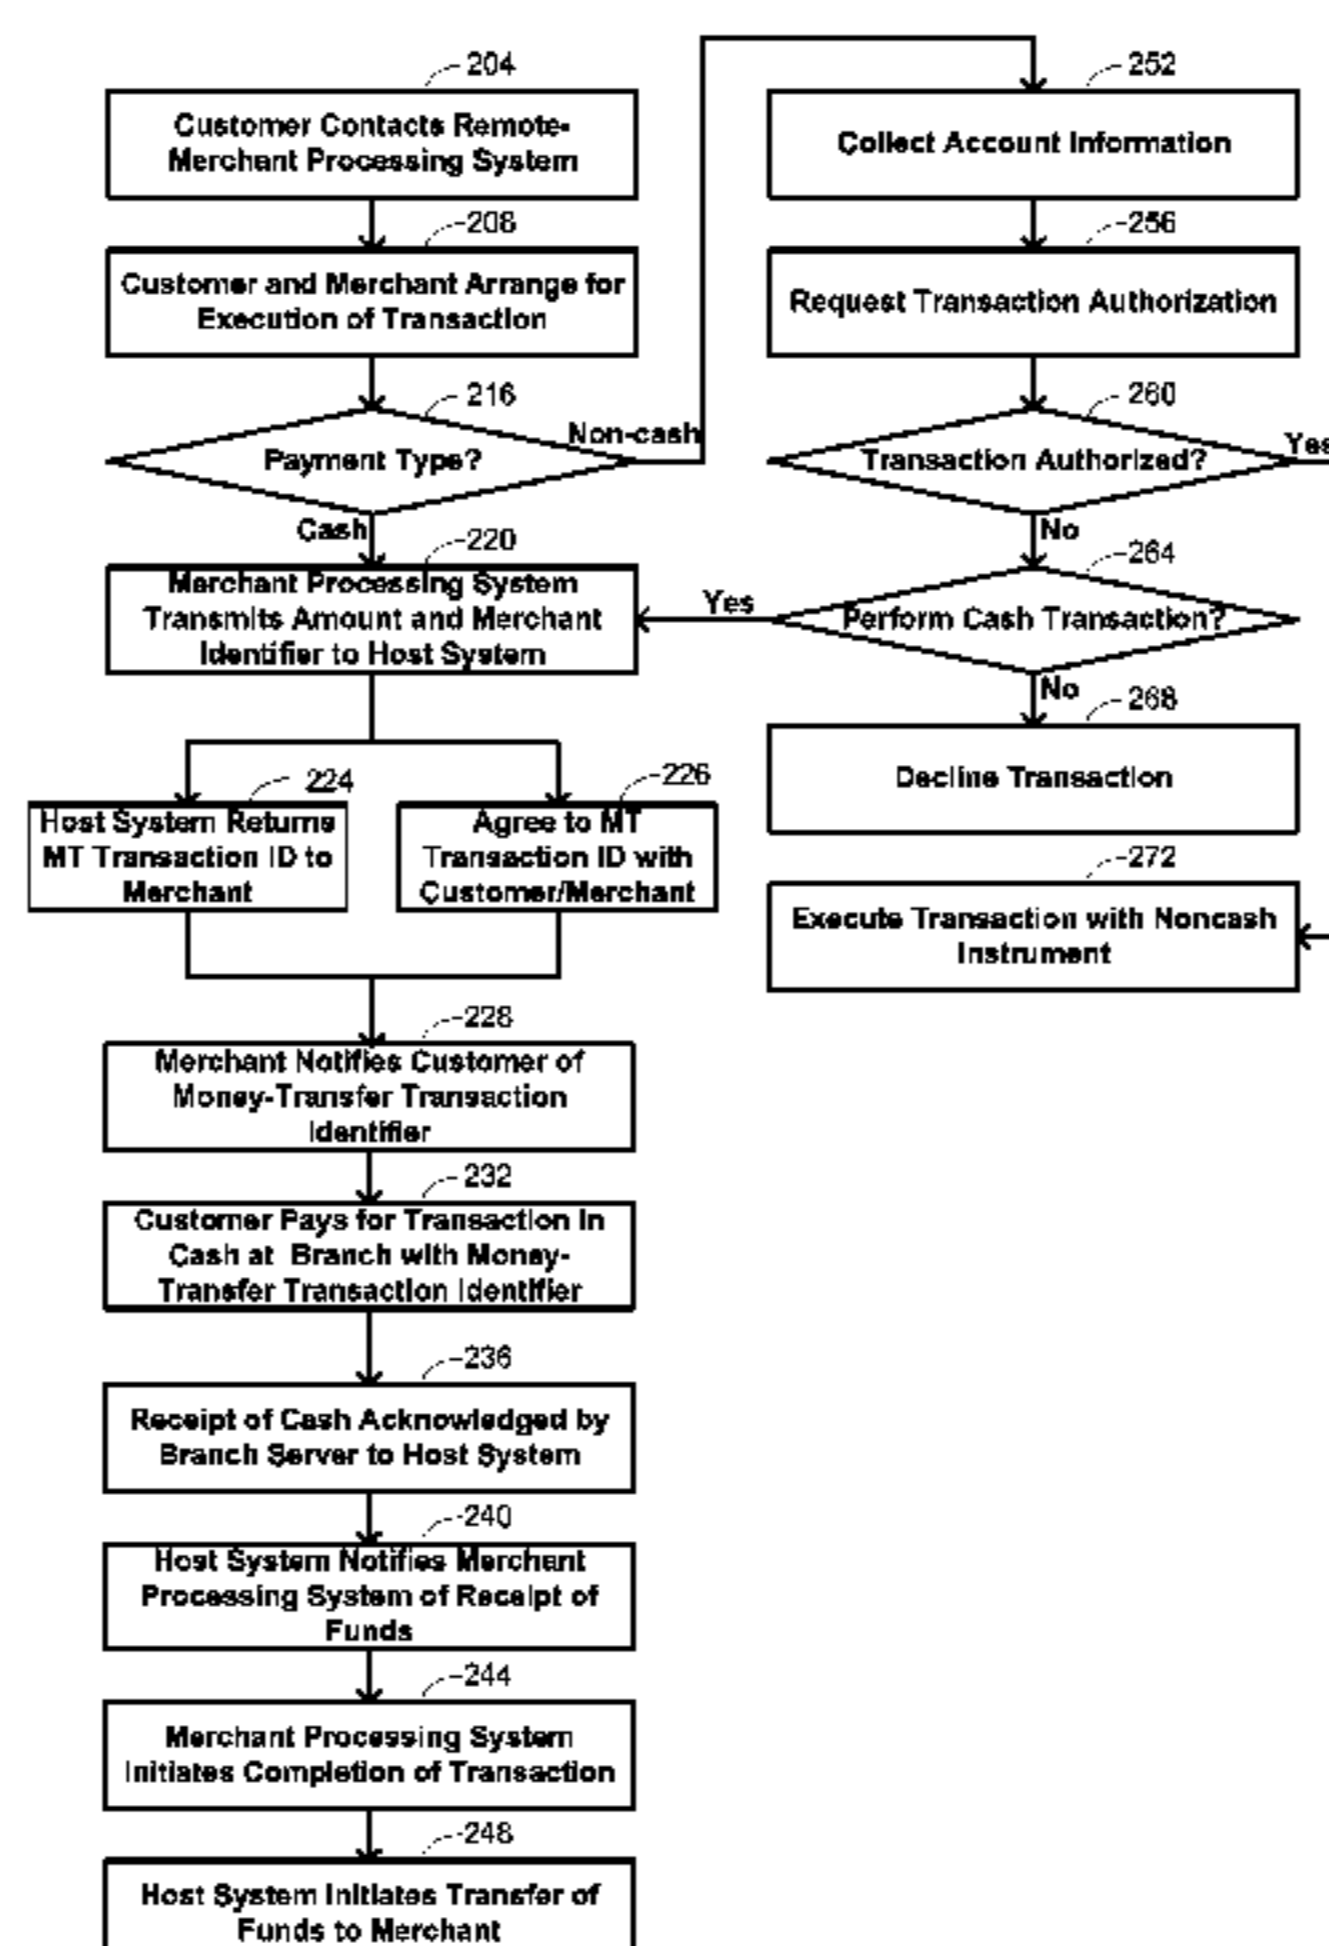 204
Customer Contacts Remote-
Merchant Processing System
208
Customer and Merchant Arrange for
Execution of Transaction
216
Payment Type?
Non-cash
Cash
220
Merchant Processing System
Transmits Amount and Merchant
Identifier to Host System
224
Host System Returns
MT Transaction ID to
Merchant
226
Agree to MT
Transaction ID with
Customer/Merchant
228
Merchant Notifies Customer of
Money-Transfer Transaction
Identifier
232
Customer Pays for Transaction in
Cash at Branch with Money-
Transfer Transaction Identifier
236
Receipt of Cash Acknowledged by
Branch Server to Host System
240
Host System Notifies Merchant
Processing System of Receipt of
Funds
244
Merchant Processing System
Initiates Completion of Transaction
248
Host System Initiates Transfer of
Funds to Merchant
252
Collect Account Information
256
Request Transaction Authorization
260
Transaction Authorized?
Yes
No
264
Perform Cash Transaction?
Yes
No
268
Decline Transaction
272
Execute Transaction with Noncash
Instrument